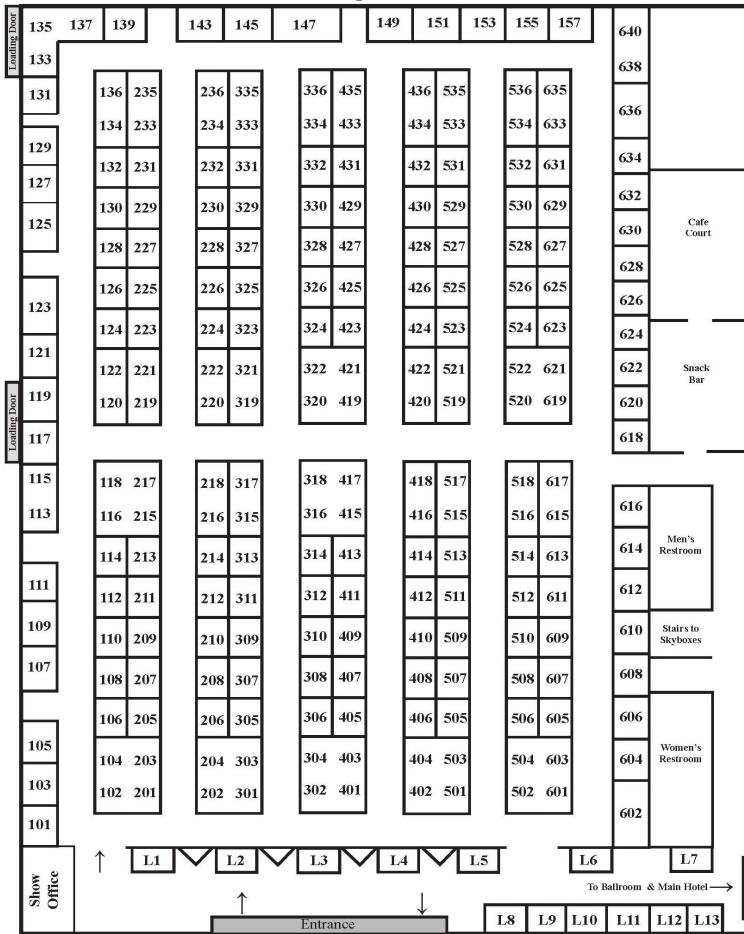 135 137 139 143 145 147 149 151 153 155 157 640
Loading Door
133 638
131 136 235 236 335 336 435 436 535 536 635 636
134 233 234 333 334 433 434 533 534 633
129 132 231 232 331 332 431 432 531 532 631 634
127 632
125 130 229 230 329 330 429 430 529 530 629 630
Cafe
Court
128 227 228 327 328 427 428 527 528 627 628
123 126 225 226 325 326 425 426 525 526 625 626
124 223 224 323 324 423 424 523 524 623 624
121 122 221 222 321 322 421 422 521 522 621 622
Snack
Bar
119 120 219 220 319 320 419 420 519 520 619 620
Loading Door
117 618
115 118 217 218 317 318 417 418 517 518 617 616
113 116 215 216 315 316 415 416 515 516 615
114 213 214 313 314 413 414 513 514 613 614
Men's
Restroom
111 112 211 212 311 312 411 412 511 512 611 612
109 110 209 210 309 310 409 410 509 510 609 610
Stairs to
Skyboxes
107 108 207 208 307 308 407 408 507 508 607 608
106 205 206 305 306 405 406 505 506 605 606
105 104 203 204 303 304 403 404 503 504 603 604
Women's
Restroom
103 102 201 202 301 302 401 402 501 502 601 602
101
L1 L2 L3 L4 L5 L6 L7
Show
Office
To Ballroom & Main Hotel
Entrance
L8 L9 L10 L11 L12 L13